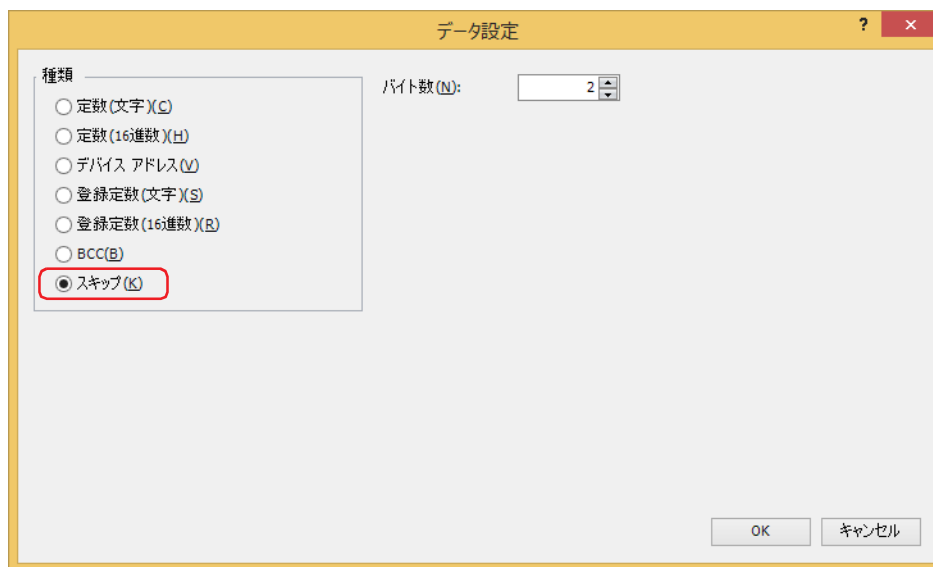 データ設定
?
×
種類
定数(文字)(C)
定数(16進数)(H)
デバイス アドレス(V)
登録定数(文字)(S)
登録定数(16進数)(R)
BCC(B)
スキップ(K)
バイト数(N): 2
OK キャンセル